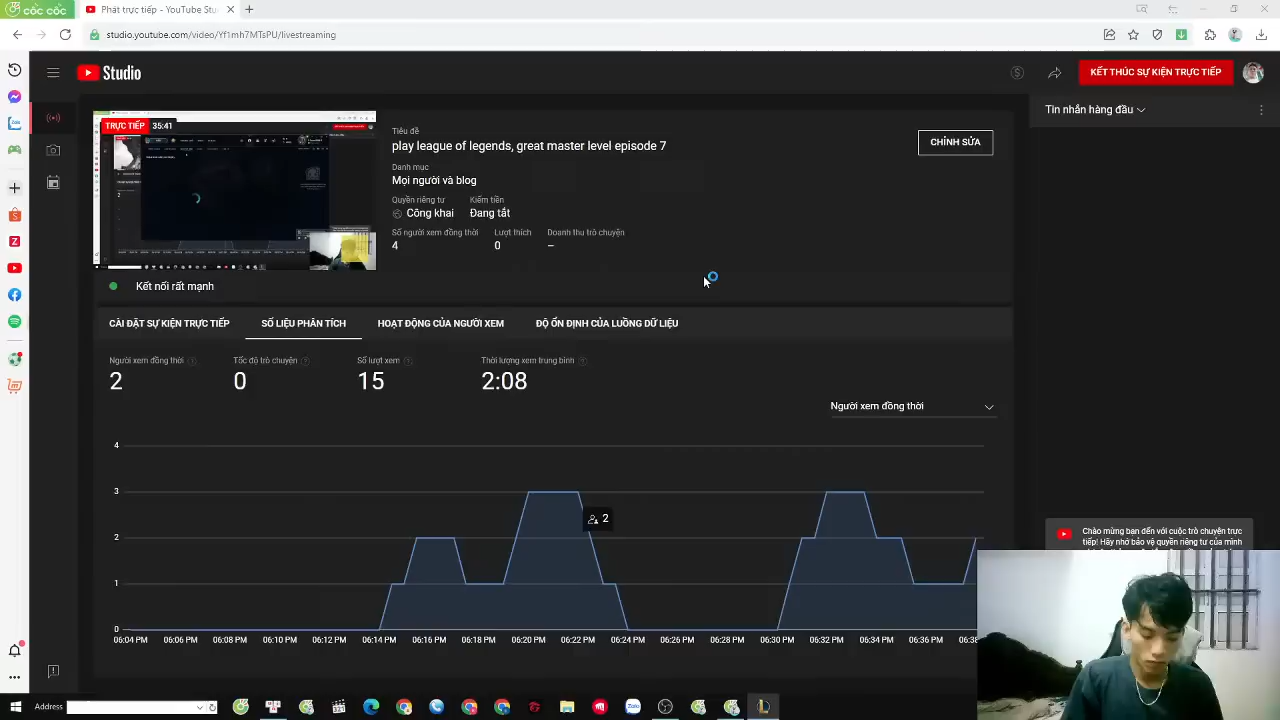 cốc cốc
Phát trực tiếp - YouTube Stu
studio.youtube.com/video/Yf1mh7MTsPU/livestreaming
Studio
KẾT THÚC SỰ KIỆN TRỰC TIẾP
TRỰC TIẾP 35:41
Tiêu đề
play league of legends, great master level episode 7
CHỈNH SỬA
Danh mục
Mọi người và blog
Quyền riêng tư Kiếm tiền
Công khai Đang tắt
Số người xem đồng thời Lượt thích Doanh thu trò chuyện
4 0 –
Kết nối rất mạnh
Tin nhắn hàng đầu
CÀI ĐẶT SỰ KIỆN TRỰC TIẾP SỐ LIỆU PHÂN TÍCH HOẠT ĐỘNG CỦA NGƯỜI XEM ĐỘ ỔN ĐỊNH CỦA LUỒNG DỮ LIỆU
Người xem đồng thời Tốc độ trò chuyện Số lượt xem Thời lượng xem trung bình
2 0 15 2:08
Người xem đồng thời
4
3
2
2
1
0
06:04 PM 06:06 PM 06:08 PM 06:10 PM 06:12 PM 06:14 PM 06:16 PM 06:18 PM 06:20 PM 06:22 PM 06:24 PM 06:26 PM 06:28 PM 06:30 PM 06:32 PM 06:34 PM 06:36 PM
Chào mừng bạn đến với cuộc trò chuyện trực
tiếp! Hãy nhớ bảo vệ quyền riêng tư của mình
Address
Zalo